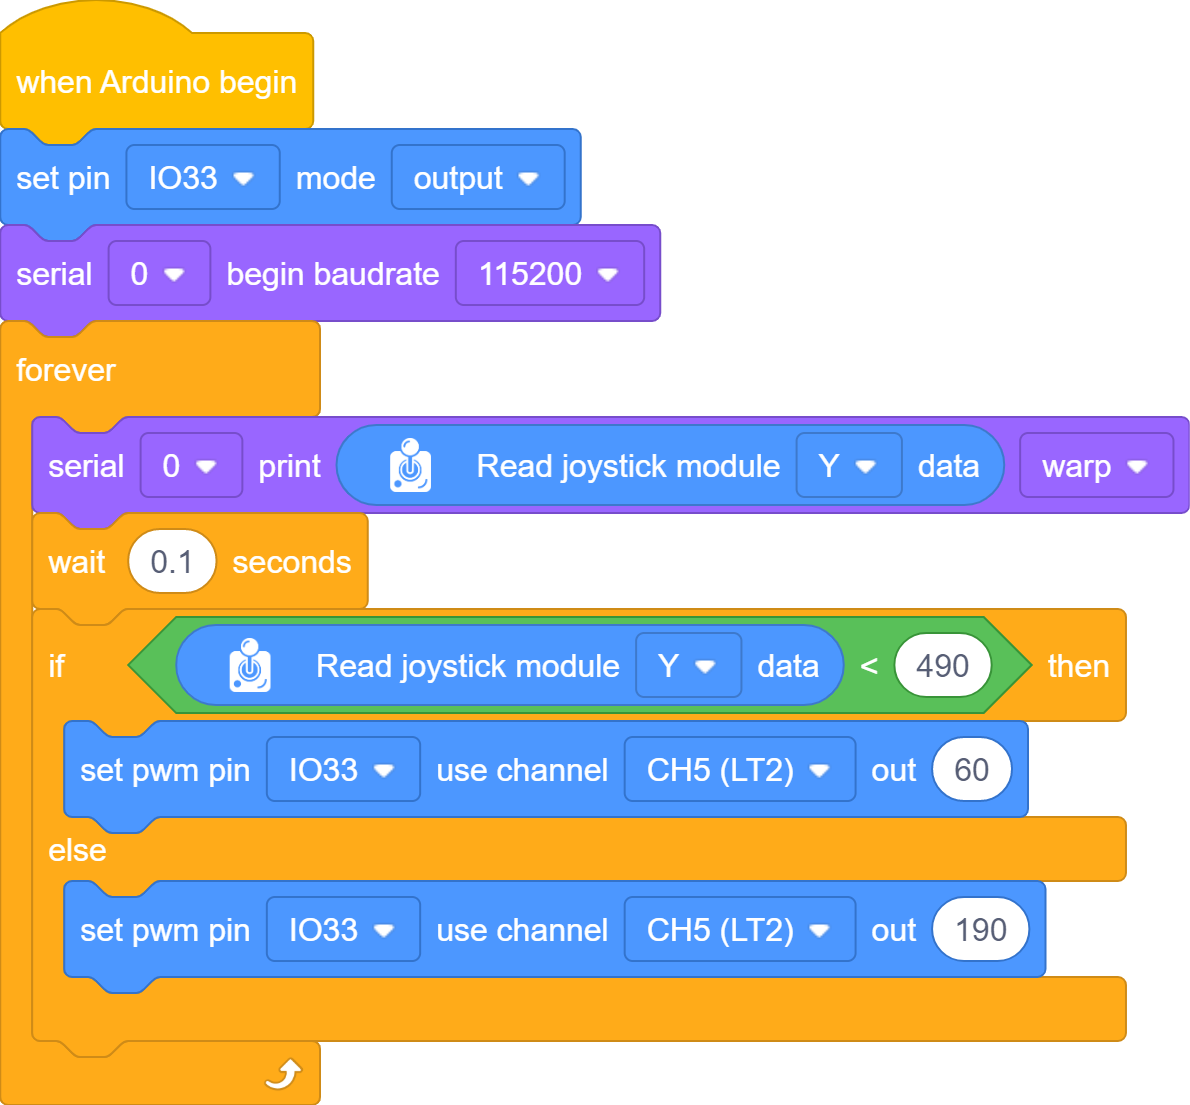 when Arduino begin
set pin IO33 mode output
serial 0 begin baudrate 115200
forever
serial 0 print Read joystick module Y data warp
wait 0.1 seconds
if Read joystick module Y data < 490 then
set pwm pin IO33 use channel CH5 (LT2) out 60
else
set pwm pin IO33 use channel CH5 (LT2) out 190